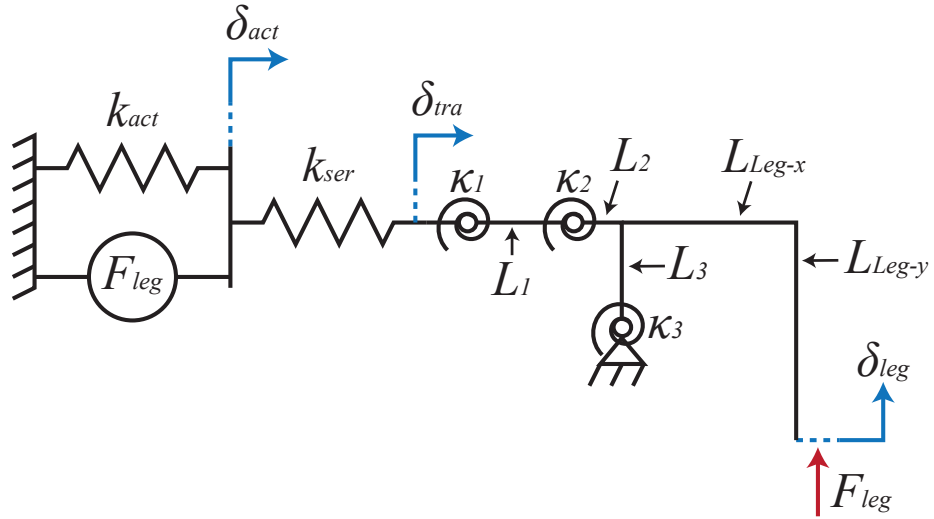 δact
kact
δtra
kser
κ1
κ2
L2
LLeg-x
Fleg
L1
L3
LLeg-y
κ3
δleg
Fleg